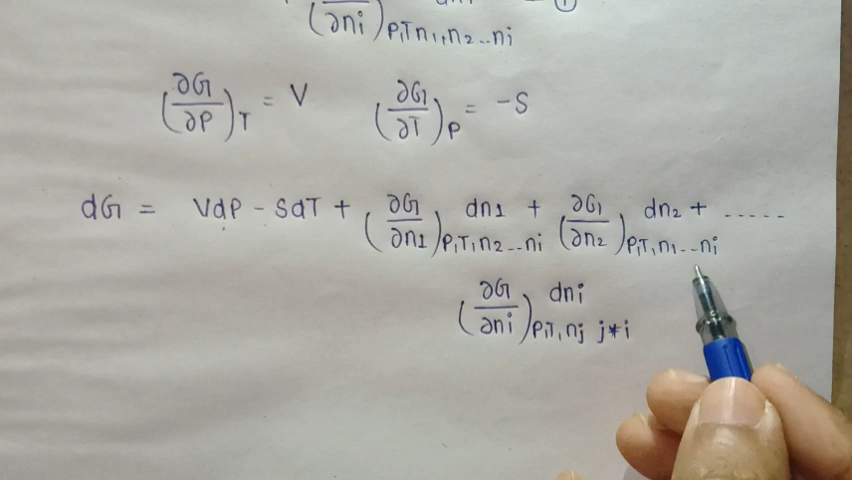 (∂ni)P,T,n1,n2..ni
(∂G/∂P)T = V (∂G/∂T)P = -S
dG = VdP - SdT + (∂G/∂n1)P,T,n2...ni dn1 + (∂G/∂n2)P,T,n1...ni dn2 + .....
(∂G/∂ni)P,T,nj j*i dni